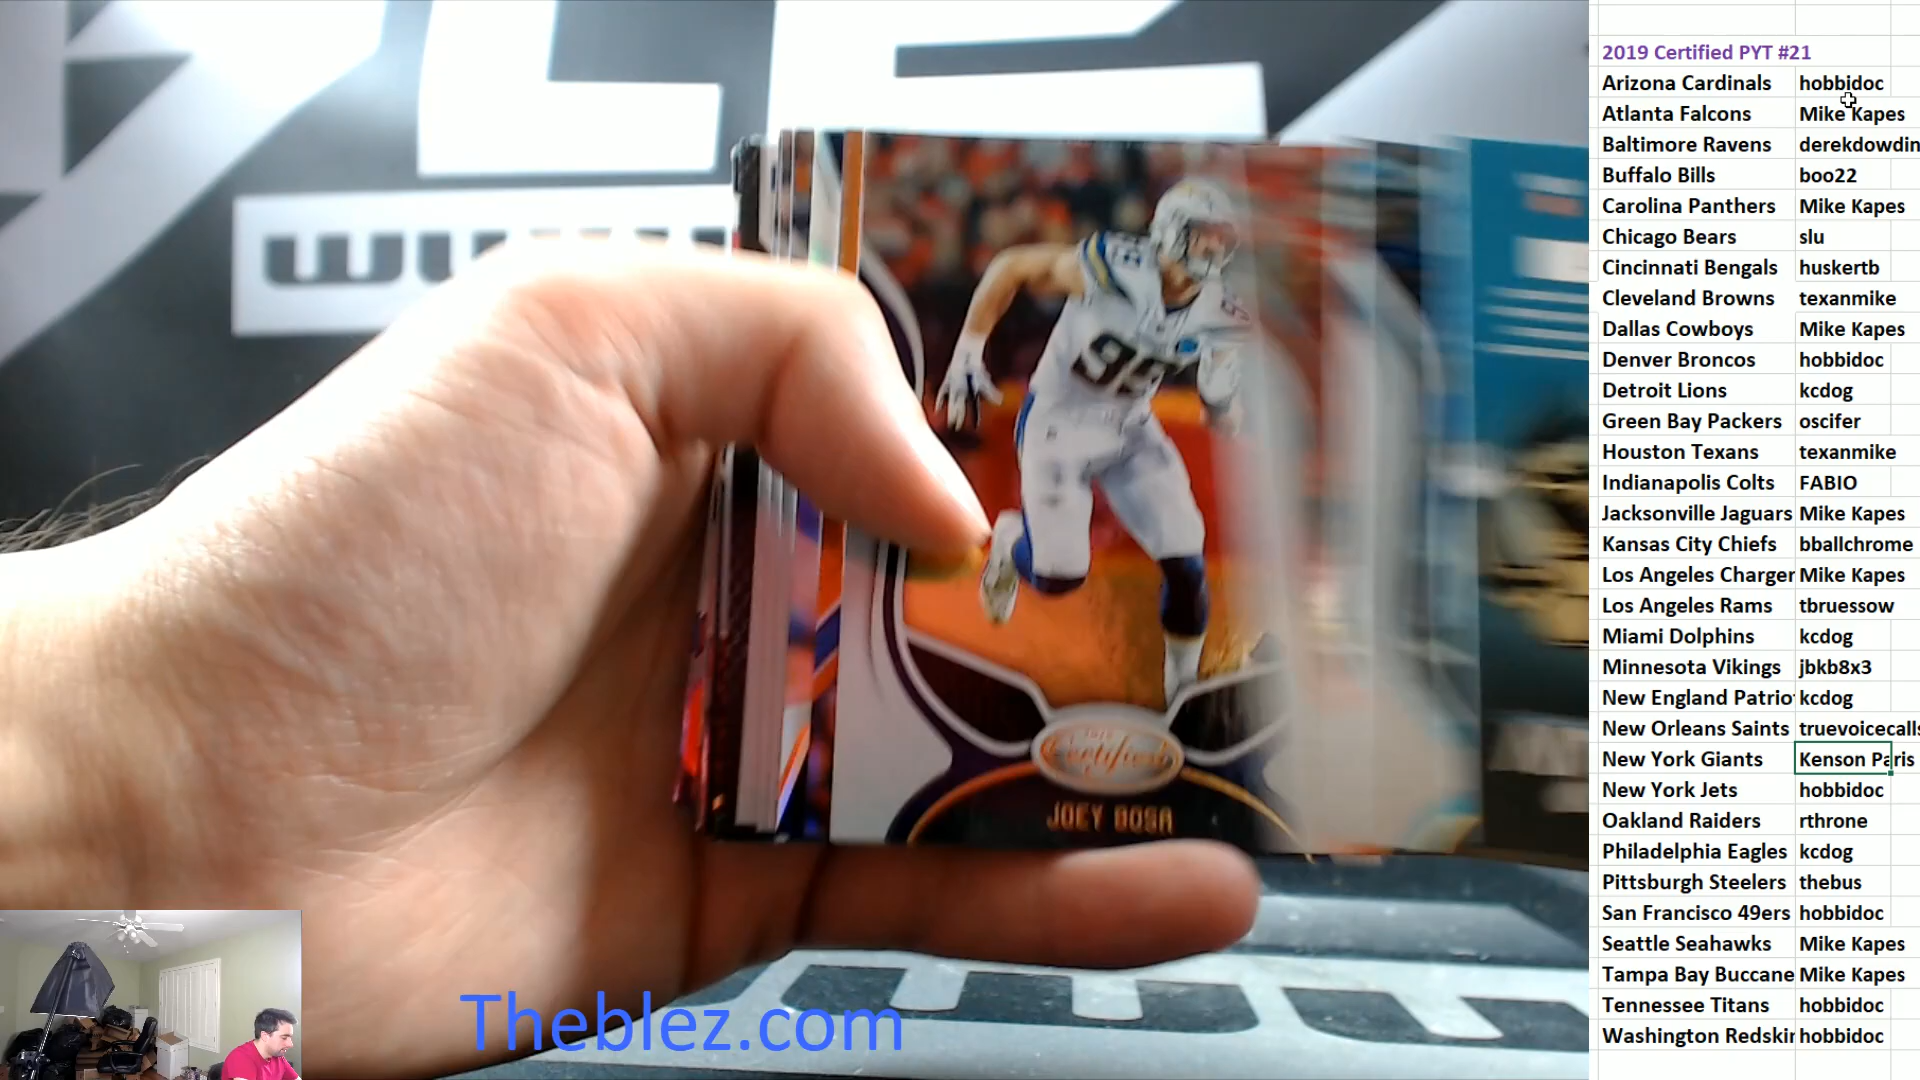 2019 Certified PYT #21
Arizona Cardinals hobbidoc
Atlanta Falcons Mike Kapes
Baltimore Ravens derekdowdin
Buffalo Bills boo22
Carolina Panthers Mike Kapes
Chicago Bears slu
Cincinnati Bengals huskertb
Cleveland Browns texanmike
Dallas Cowboys Mike Kapes
Denver Broncos hobbidoc
Detroit Lions kcdog
Green Bay Packers oscifer
Houston Texans texanmike
Indianapolis Colts FABIO
Jacksonville Jaguars Mike Kapes
Kansas City Chiefs bballchrome
Los Angeles Charger Mike Kapes
Los Angeles Rams tbruessow
Miami Dolphins kcdog
Minnesota Vikings jbkb8x3
New England Patrio kcdog
New Orleans Saints truevoicecalls
New York Giants Kenson Paris
New York Jets hobbidoc
Oakland Raiders rthrone
Philadelphia Eagles kcdog
Pittsburgh Steelers thebus
San Francisco 49ers hobbidoc
Seattle Seahawks Mike Kapes
Tampa Bay Buccane Mike Kapes
Tennessee Titans hobbidoc
Washington Redskin hobbidoc
99
Certified
JOEY BOSA
Theblez.com